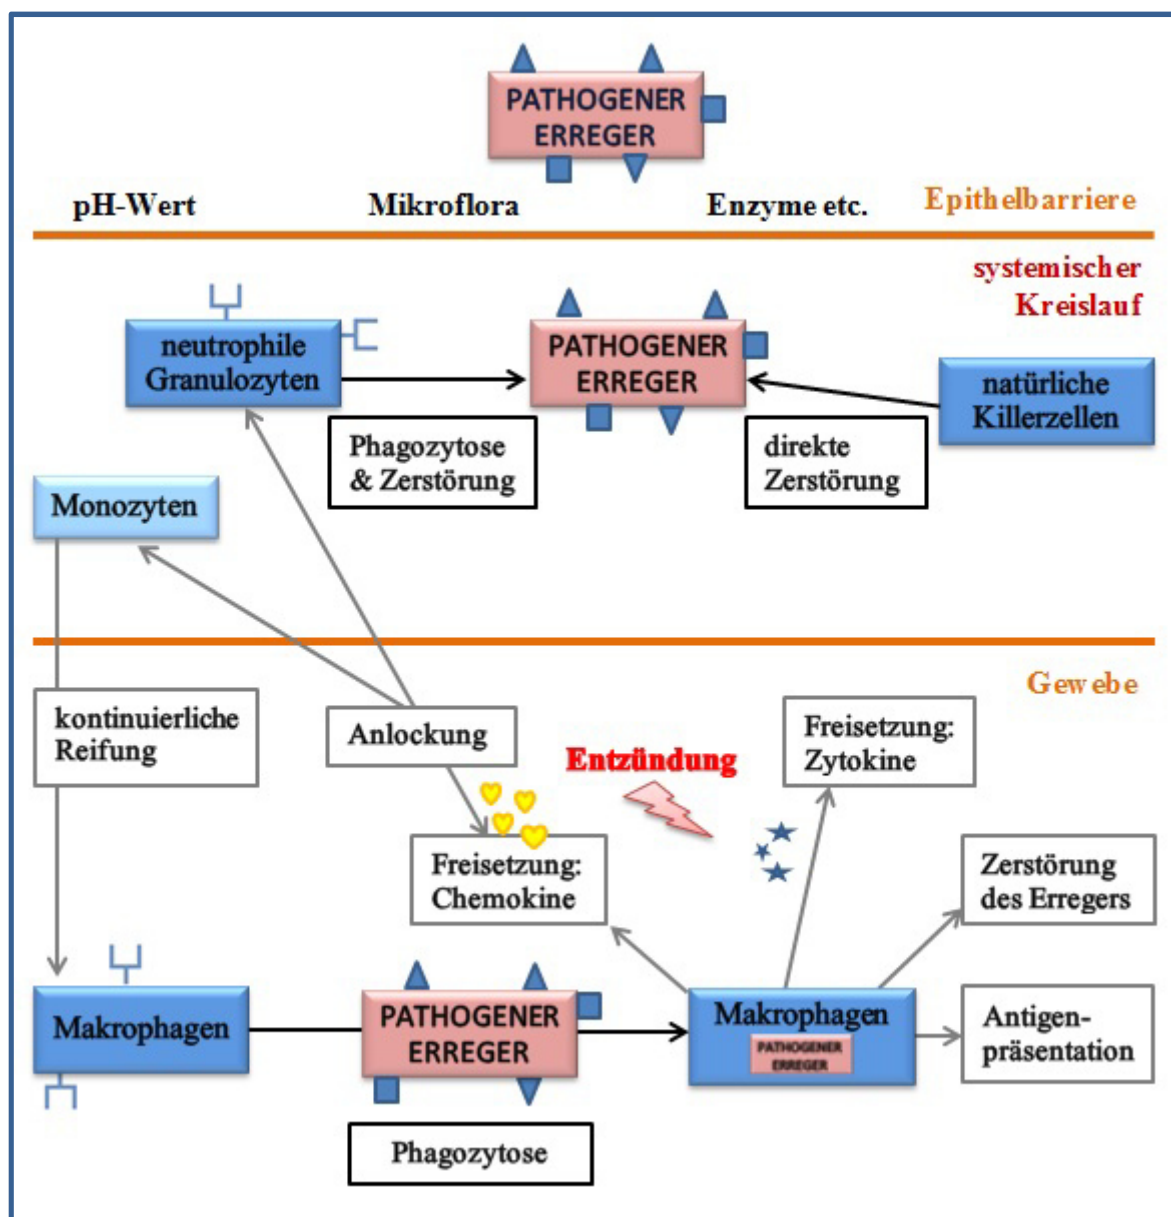 PATHOGENER
ERREGER
pH-Wert
Mikroflora
Enzyme etc.
Epithelbarriere
systemischer
Kreislauf
neutrophile
Granulozyten
PATHOGENER
ERREGER
natürliche
Killerzellen
Phagozytose
& Zerstörung
direkte
Zerstörung
Monozyten
Gewebe
kontinuierliche
Reifung
Anlockung
Entzündung
Freisetzung:
Zytokine
Freisetzung:
Chemokine
Zerstörung
des Erregers
Makrophagen
PATHOGENER
ERREGER
Makrophagen
PATHOGENER
ERREGER
Antigen-
präsentation
Phagozytose